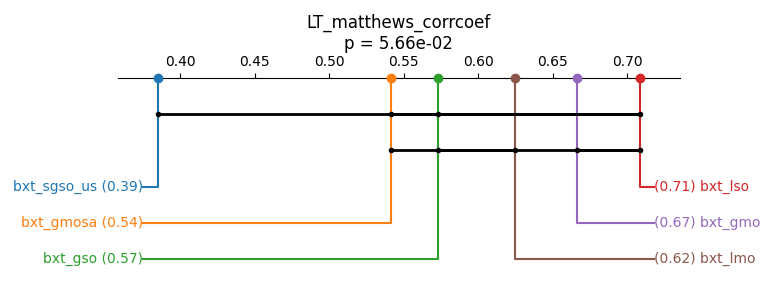 LT_matthews_corrcoef
p = 5.66e-02
0.40 0.45 0.50 0.55 0.60 0.65 0.70
bxt_sgso_us (0.39) (0.71) bxt_lso
bxt_gmosa (0.54) (0.67) bxt_gmo
bxt_gso (0.57) (0.62) bxt_lmo